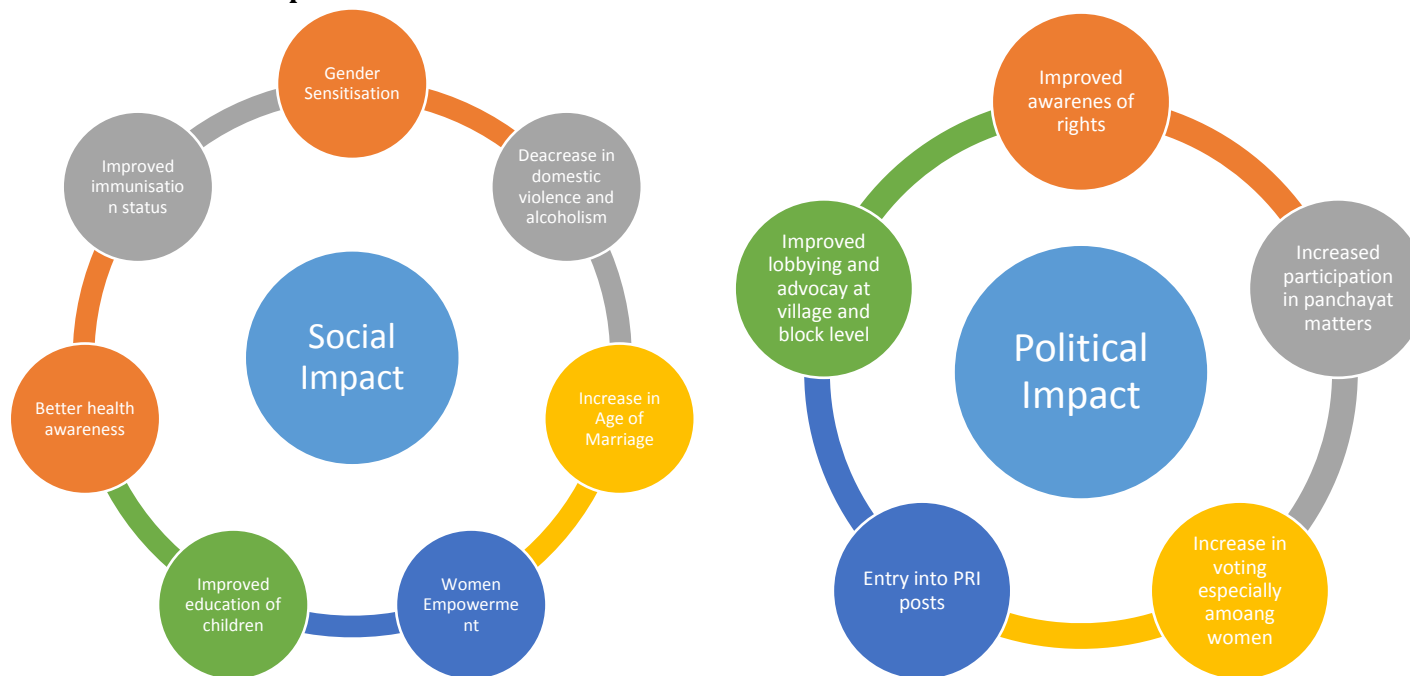 Gender
Sensitisation
Deacrease in
domestic
violence and
alcoholism
Increase in
Age of
Marriage
Women
Empowerme
nt
Improved
education of
children
Better health
awareness
Improved
immunisatio
n status
Social
Impact
Improved
awarenes of
rights
Increased
participation
in panchayat
matters
Increase in
voting
especially
amoang
women
Entry into PRI
posts
Improved
lobbying and
advocay at
village and
block level
Political
Impact